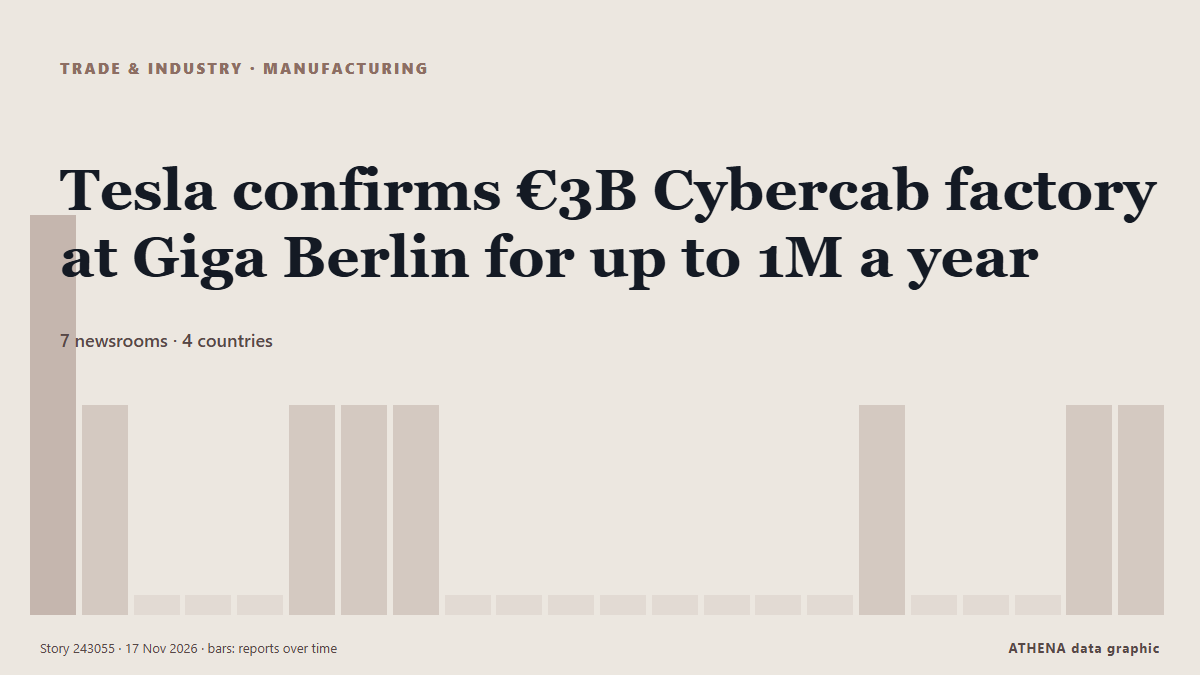 TRADE & INDUSTRY · MANUFACTURING
Tesla confirms €3B Cybercab factory
at Giga Berlin for up to 1M a year
7 newsrooms · 4 countries
Story 243055 · 17 Nov 2026 · bars: reports over time
ATHENA data graphic